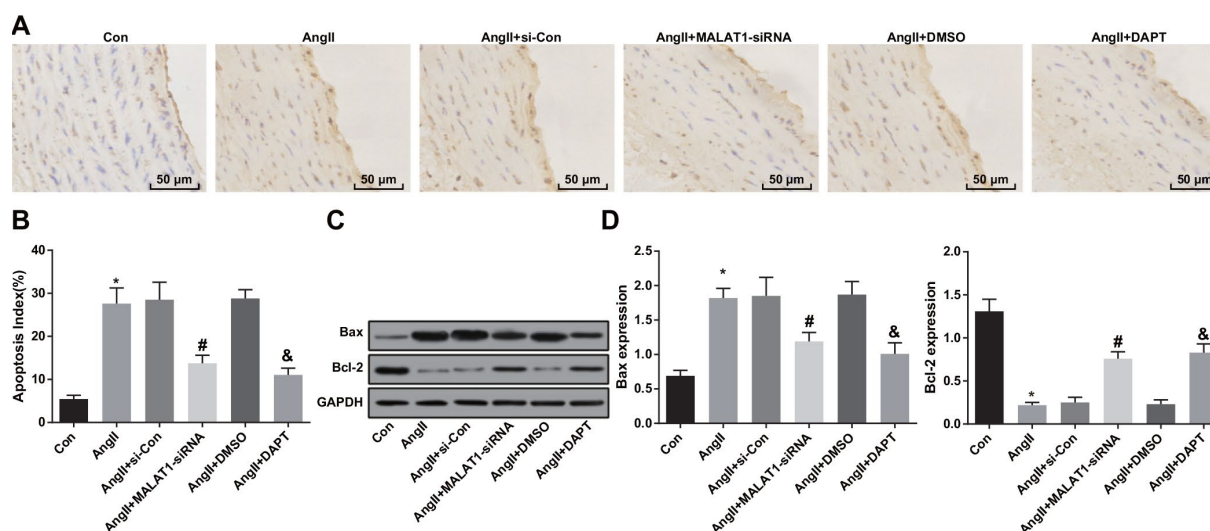 A
Con
AngII
AngII+si-Con
AngII+MALAT1-siRNA
AngII+DMSO
AngII+DAPT
50 µm
50 µm
50 µm
50 µm
50 µm
50 µm
B
Apoptosis Index(%)
40
30
20
10
0
*
#
&
Con
AngII
AngII+si-Con
AngII+MALAT1-siRNA
AngII+DMSO
AngII+DAPT
C
Bax
Bcl-2
GAPDH
Con
AngII
AngII+si-Con
AngII+MALAT1-siRNA
AngII+DMSO
AngII+DAPT
D
Bax expression
2.5
2.0
1.5
1.0
0.5
0.0
*
#
&
Con
AngII
AngII+si-Con
AngII+MALAT1-siRNA
AngII+DMSO
AngII+DAPT
Bcl-2 expression
2.0
1.5
1.0
0.5
0.0
*
#
&
Con
AngII
AngII+si-Con
AngII+MALAT1-siRNA
AngII+DMSO
AngII+DAPT